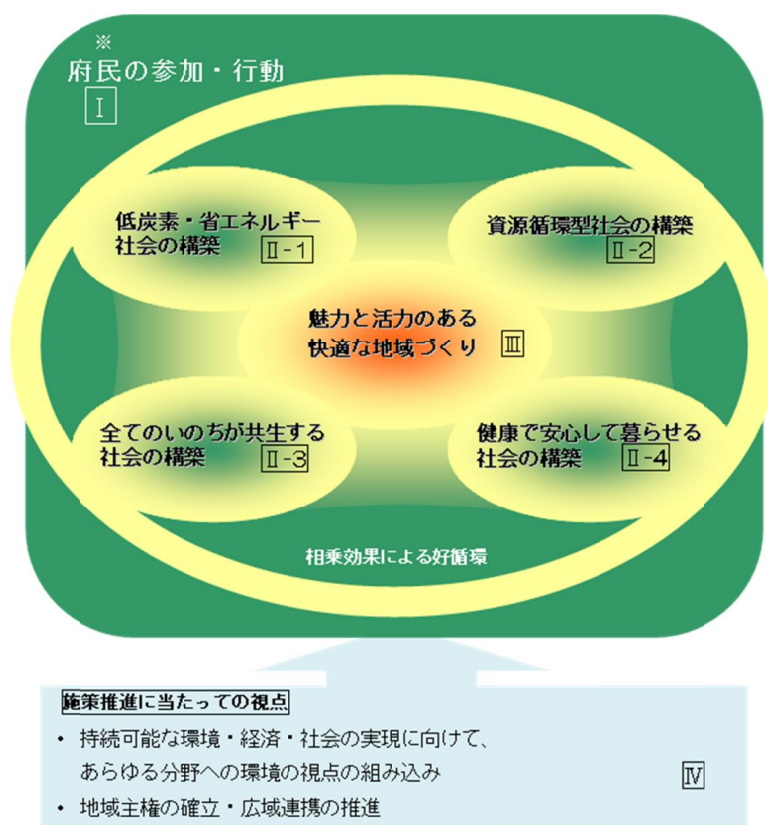 ※
府民の参加・行動
Ⅰ
低炭素・省エネルギー
社会の構築 Ⅱ-1
資源循環型社会の構築
Ⅱ-2
魅力と活力のある
快適な地域づくり Ⅲ
全てのいのちが共生する
社会の構築 Ⅱ-3
健康で安心して暮らせる
社会の構築 Ⅱ-4
相乗効果による好循環
施策推進に当たっての視点
・ 持続可能な環境・経済・社会の実現に向けて、
あらゆる分野への環境の視点の組み込み
Ⅳ
・ 地域主権の確立・広域連携の推進